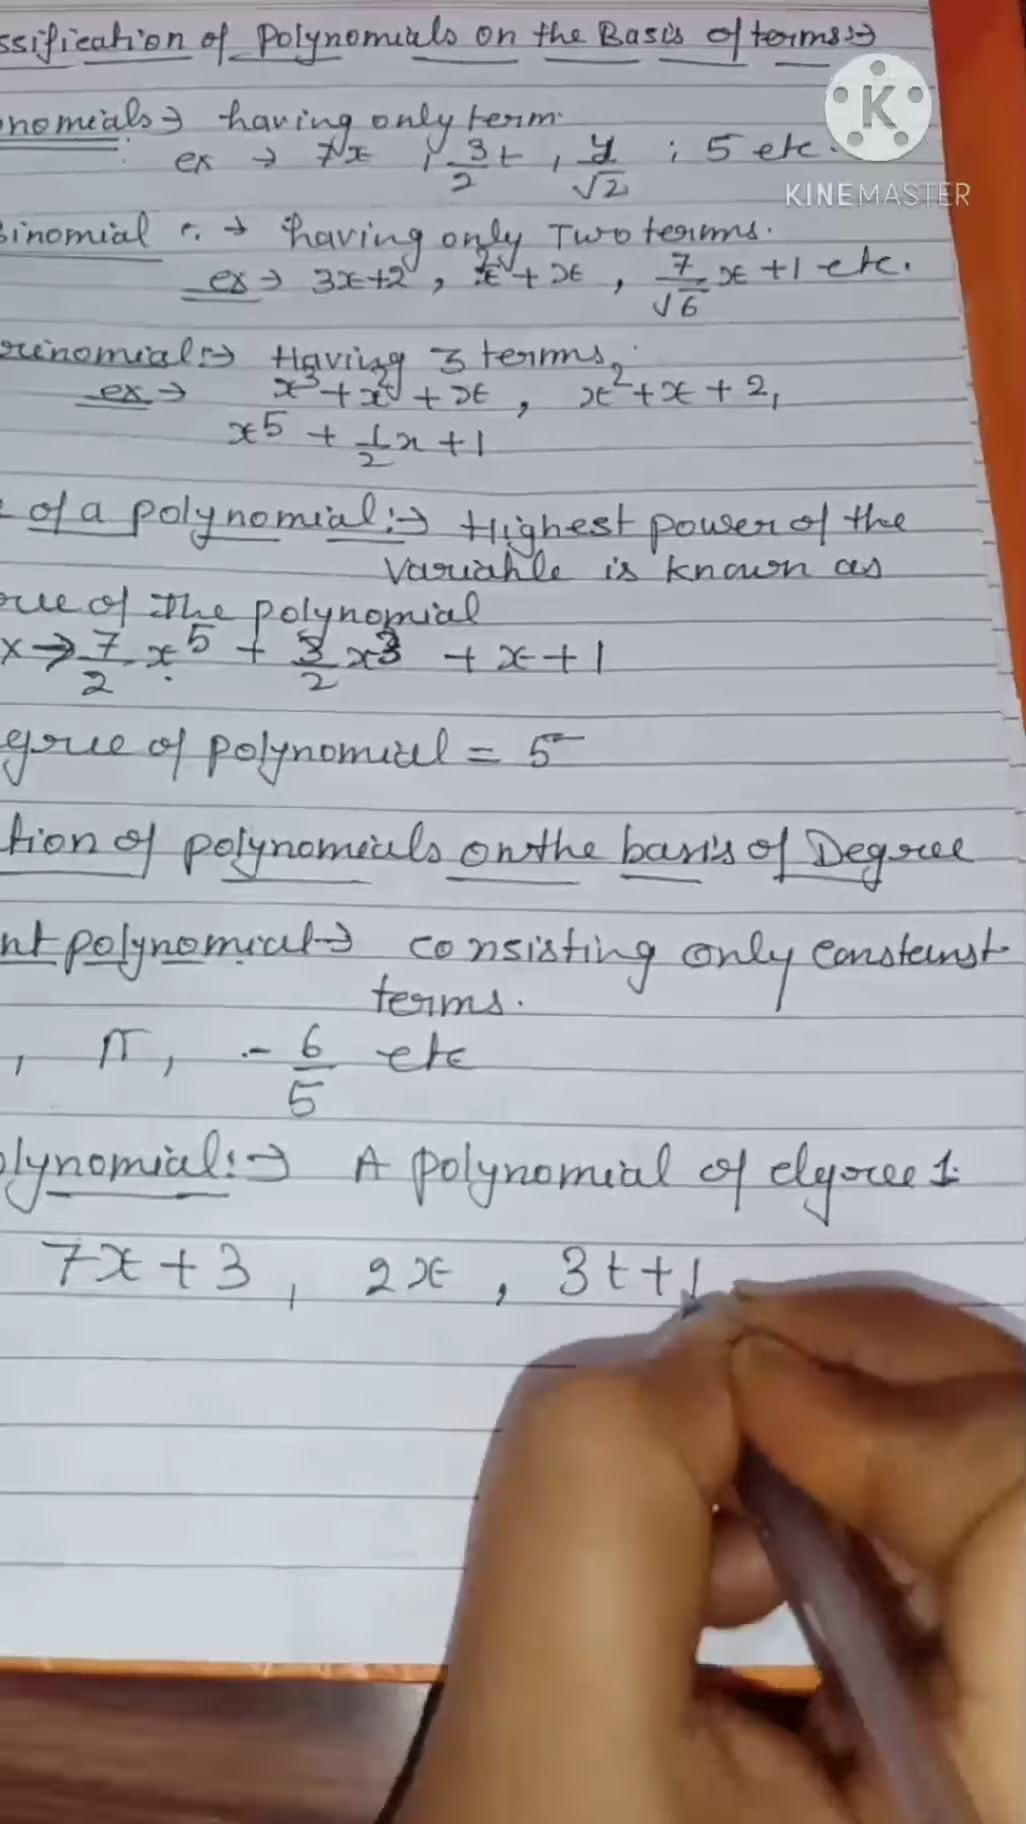 ssification of Polynomials on the Basis of terms :→
nomials → having only term.
ex → 7x , 3/2 t , y/√2 ; 5 etc.
K
KINEMASTER
Binomial :. → having only Two terms.
ex → 3x+2 , x² + x , 7/√6 x +1 etc.
rinomial :→ Having 3 terms.
ex → x³ + x² + x , x² + x + 2,
x⁵ + 1/2 x + 1
e of a polynomial :→ Highest power of the
variable is known as
ree of The polynomial
x → 7/2 x⁵ + 3/2 x³ + x + 1
egree of polynomial = 5
tion of polynomials on the basis of Degree
nt polynomial → consisting only constant
terms.
, π , - 6/5 etc
olynomial :→ A polynomial of degree 1.
7x + 3 , 2x , 3t + 1